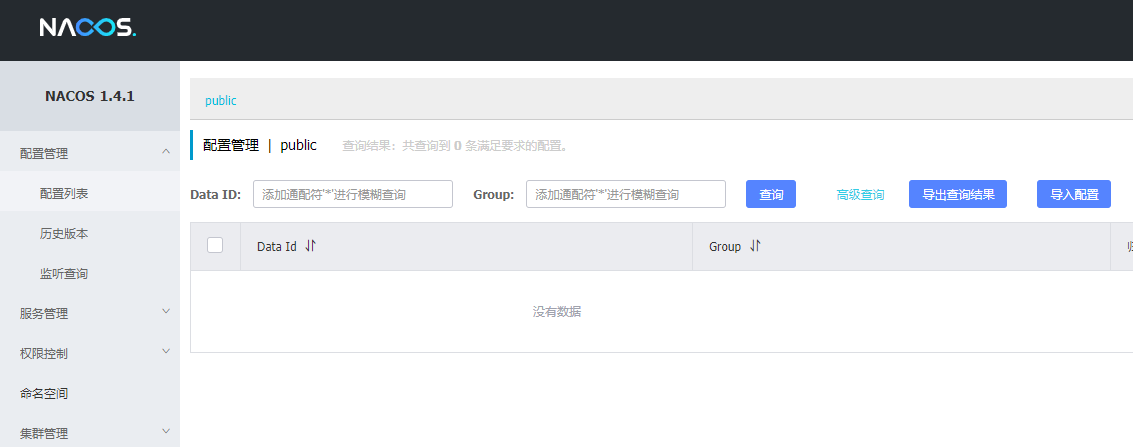 NACOS.
NACOS 1.4.1
public
配置管理
配置管理 | public 查询结果：共查询到 0 条满足要求的配置。
配置列表
Data ID: 添加通配符'*'进行模糊查询 Group: 添加通配符'*'进行模糊查询 查询 高级查询 导出查询结果 导入配置
历史版本
Data Id Group
监听查询
服务管理
没有数据
权限控制
命名空间
集群管理